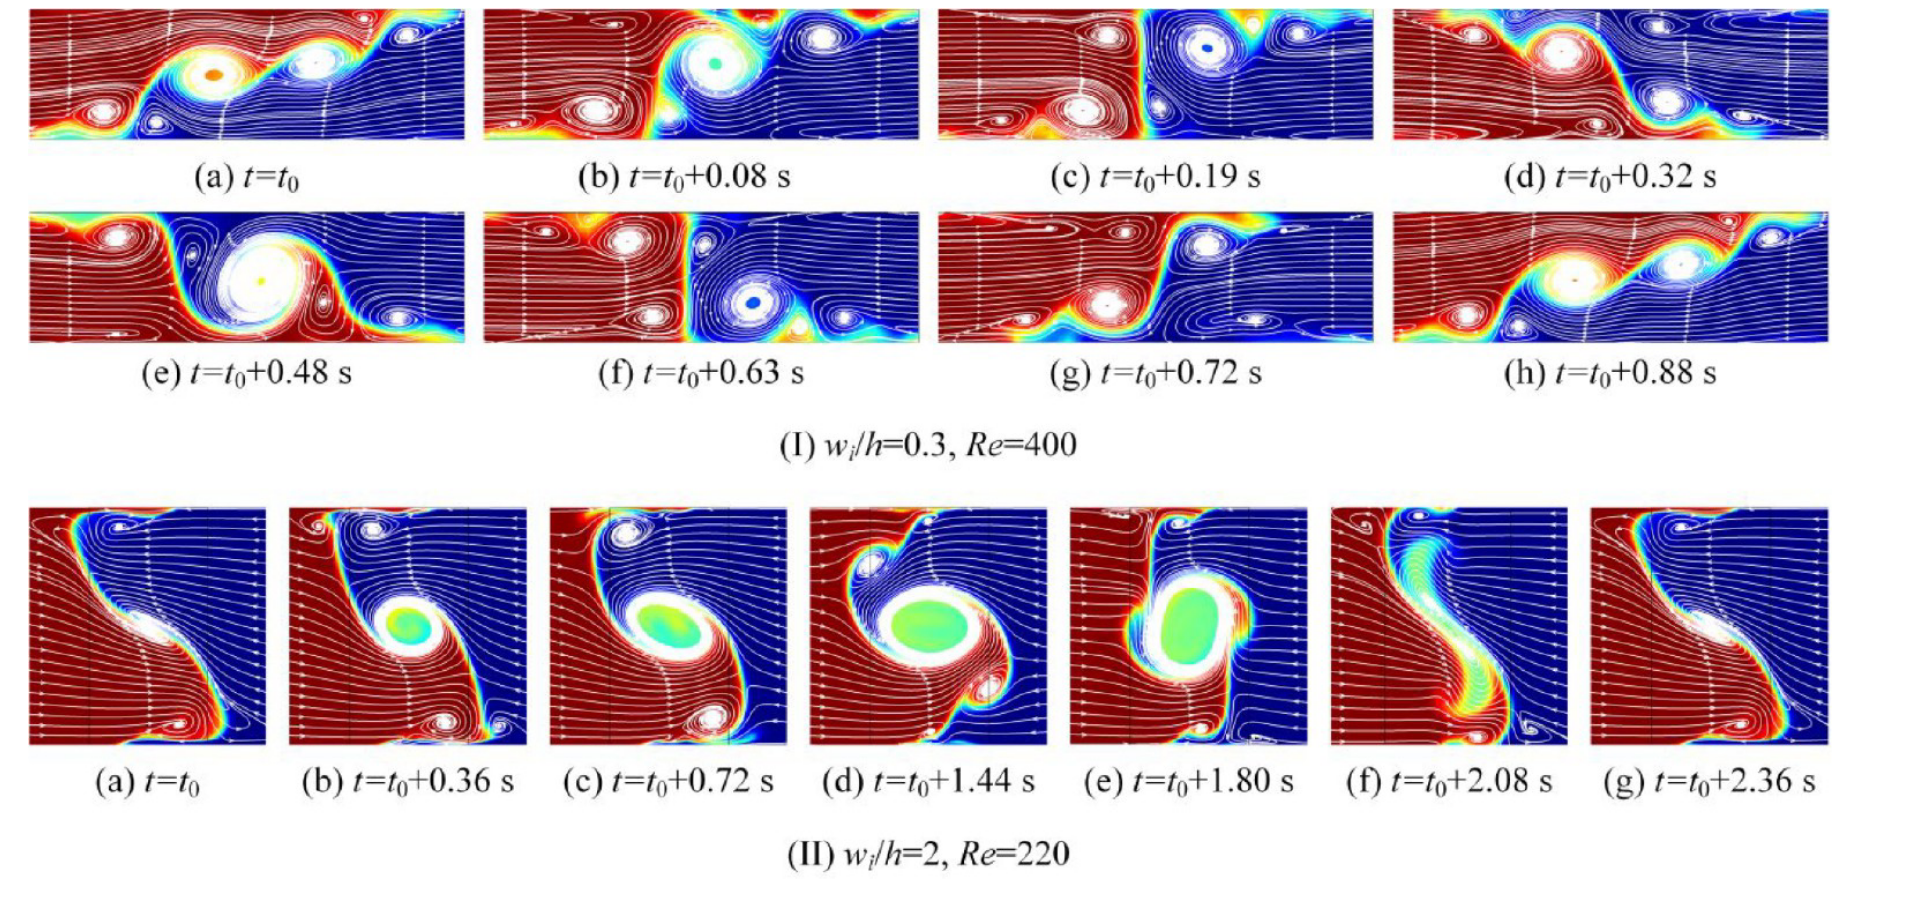 (a) t=t₀ (b) t=t₀+0.08 s (c) t=t₀+0.19 s (d) t=t₀+0.32 s
(e) t=t₀+0.48 s (f) t=t₀+0.63 s (g) t=t₀+0.72 s (h) t=t₀+0.88 s
(I) wᵢ/h=0.3, Re=400
(a) t=t₀ (b) t=t₀+0.36 s (c) t=t₀+0.72 s (d) t=t₀+1.44 s (e) t=t₀+1.80 s (f) t=t₀+2.08 s (g) t=t₀+2.36 s
(II) wᵢ/h=2, Re=220